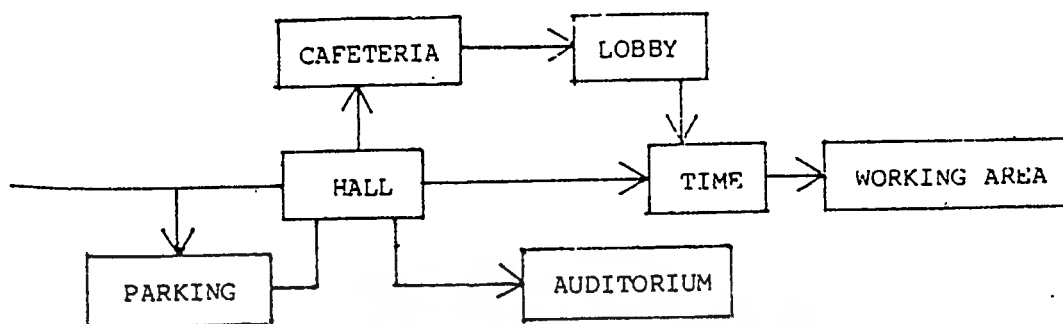 CAFETERIA
LOBBY
HALL
TIME
WORKING AREA
PARKING
AUDITORIUM